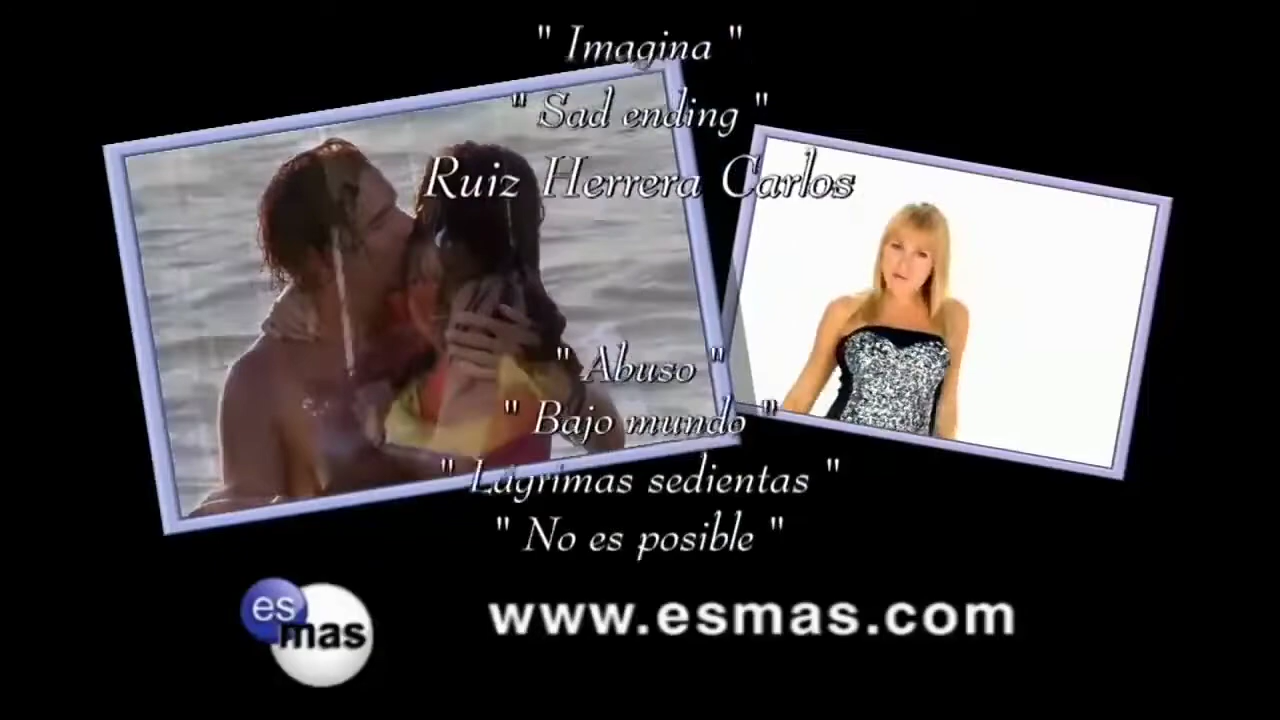 " Imagina "
" Sad ending "
Ruiz Herrera Carlos
" Abuso "
" Bajo mundo "
" Lágrimas sedientas "
" No es posible "
es
mas
www.esmas.com